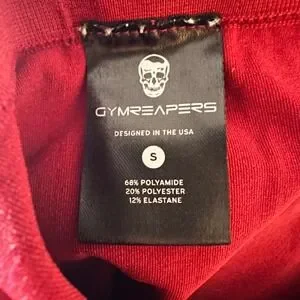 GYMREAPERS
DESIGNED IN THE USA
S
68% POLYAMIDE
20% POLYESTER
12% ELASTANE